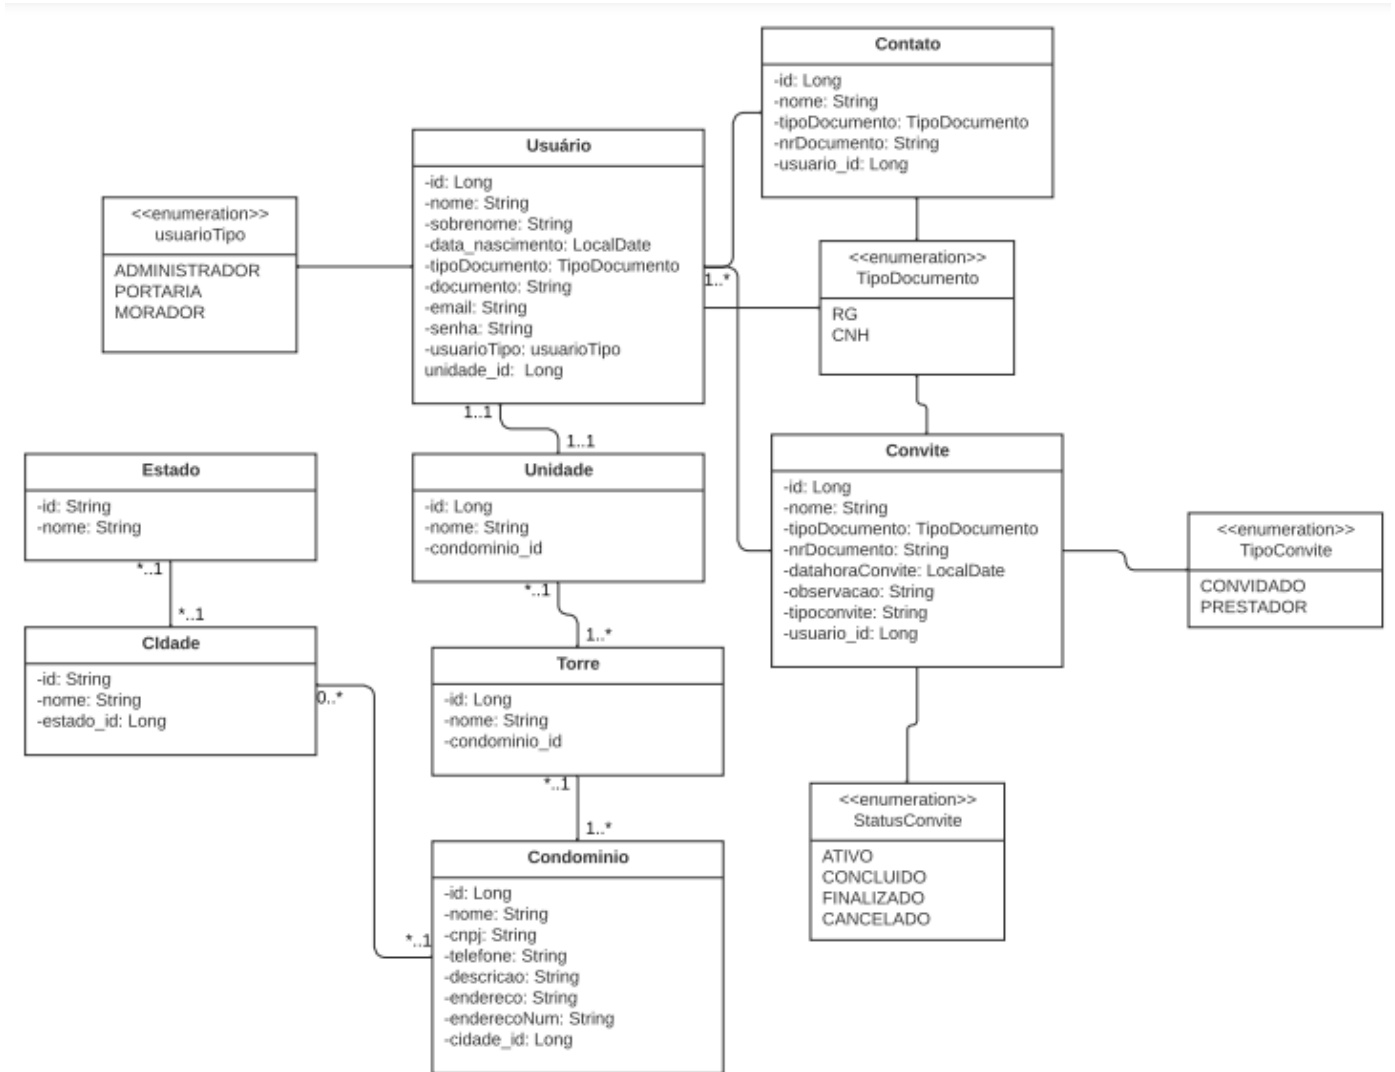 Contato
-id: Long
-nome: String
-tipoDocumento: TipoDocumento
-nrDocumento: String
-usuario_id: Long
Usuário
-id: Long
-nome: String
-sobrenome: String
-data_nascimento: LocalDate
-tipoDocumento: TipoDocumento
-documento: String
-email: String
-senha: String
-usuarioTipo: usuarioTipo
unidade_id: Long
<<enumeration>>
usuarioTipo
ADMINISTRADOR
PORTARIA
MORADOR
1..*
<<enumeration>>
TipoDocumento
RG
CNH
1..1
1..1
Estado
-id: String
-nome: String
Unidade
-id: Long
-nome: String
-condominio_id
Convite
-id: Long
-nome: String
-tipoDocumento: TipoDocumento
-nrDocumento: String
-datahoraConvite: LocalDate
-observacao: String
-tipoconvite: String
-usuario_id: Long
<<enumeration>>
TipoConvite
CONVIDADO
PRESTADOR
*..1
*..1
*..1
1..*
CIdade
-id: String
-nome: String
-estado_id: Long
0..*
Torre
-id: Long
-nome: String
-condominio_id
*..1
1..*
<<enumeration>>
StatusConvite
ATIVO
CONCLUIDO
FINALIZADO
CANCELADO
Condominio
-id: Long
-nome: String
-cnpj: String
-telefone: String
-descricao: String
-endereco: String
-enderecoNum: String
-cidade_id: Long
*..1